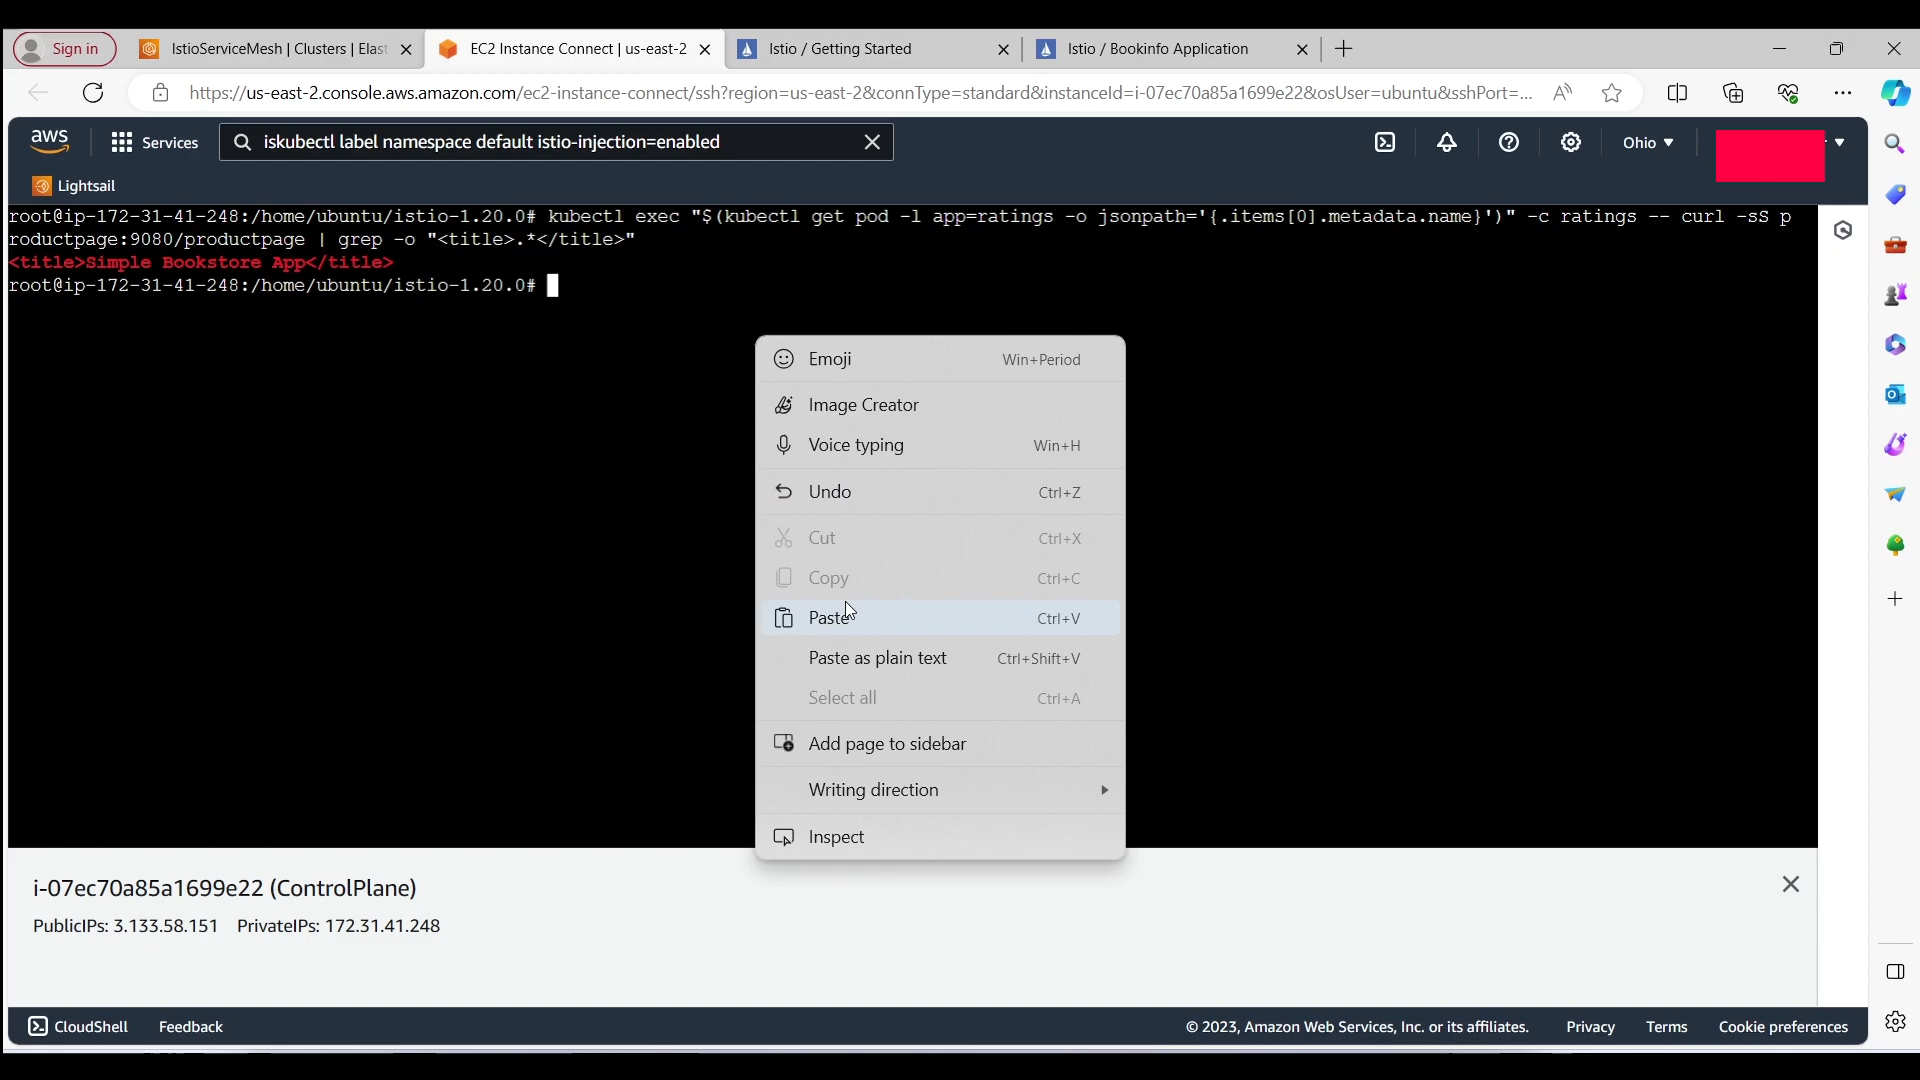 Sign in
IstioServiceMesh | Clusters | Elast
EC2 Instance Connect | us-east-2
Istio / Getting Started
Istio / Bookinfo Application
https://us-east-2.console.aws.amazon.com/ec2-instance-connect/ssh?region=us-east-2&connType=standard&instanceId=i-07ec70a85a1699e22&osUser=ubuntu&sshPort=...
aws
Services
iskubectl label namespace default istio-injection=enabled
Ohio
Lightsail
root@ip-172-31-41-248:/home/ubuntu/istio-1.20.0# kubectl exec "$(kubectl get pod -l app=ratings -o jsonpath='{.items[0].metadata.name}')" -c ratings -- curl -sS p
roductpage:9080/productpage | grep -o "<title>.*</title>"
<title>Simple Bookstore App</title>
root@ip-172-31-41-248:/home/ubuntu/istio-1.20.0#
Emoji Win+Period
Image Creator
Voice typing Win+H
Undo Ctrl+Z
Cut Ctrl+X
Copy Ctrl+C
Paste Ctrl+V
Paste as plain text Ctrl+Shift+V
Select all Ctrl+A
Add page to sidebar
Writing direction
Inspect
i-07ec70a85a1699e22 (ControlPlane)
PublicIPs: 3.133.58.151 PrivateIPs: 172.31.41.248
CloudShell Feedback © 2023, Amazon Web Services, Inc. or its affiliates. Privacy Terms Cookie preferences